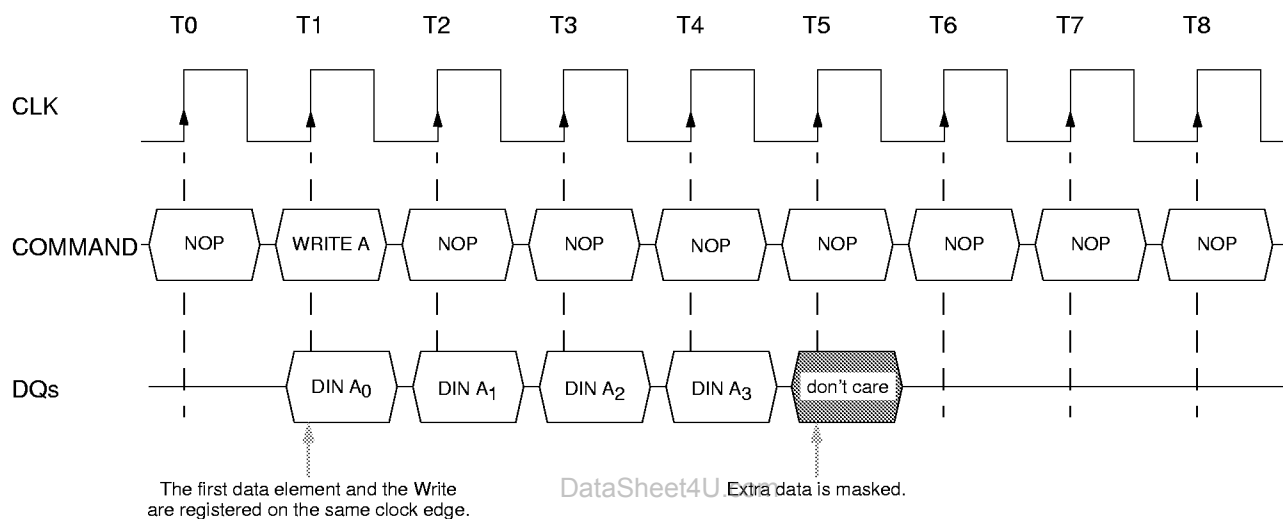 T0 T1 T2 T3 T4 T5 T6 T7 T8
CLK
COMMAND NOP WRITE A NOP NOP NOP NOP NOP NOP NOP
DQs DIN A0 DIN A1 DIN A2 DIN A3 don't care
The first data element and the Write
are registered on the same clock edge.
DataSheet4U.com
Extra data is masked.